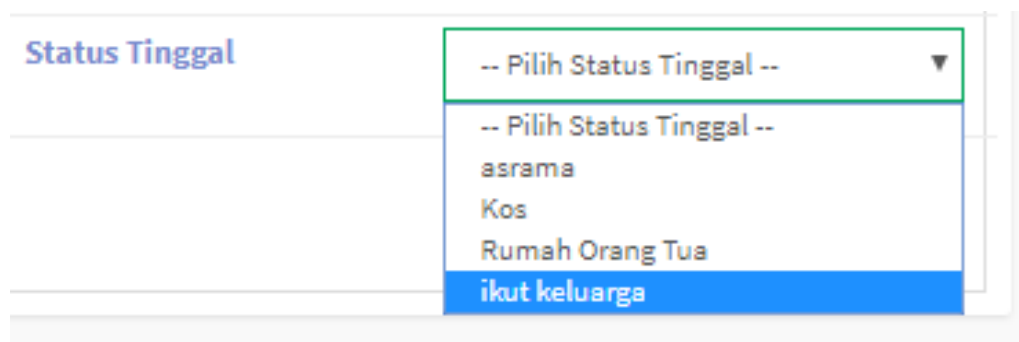 Status Tinggal
-- Pilih Status Tinggal --
-- Pilih Status Tinggal --
asrama
Kos
Rumah Orang Tua
ikut keluarga